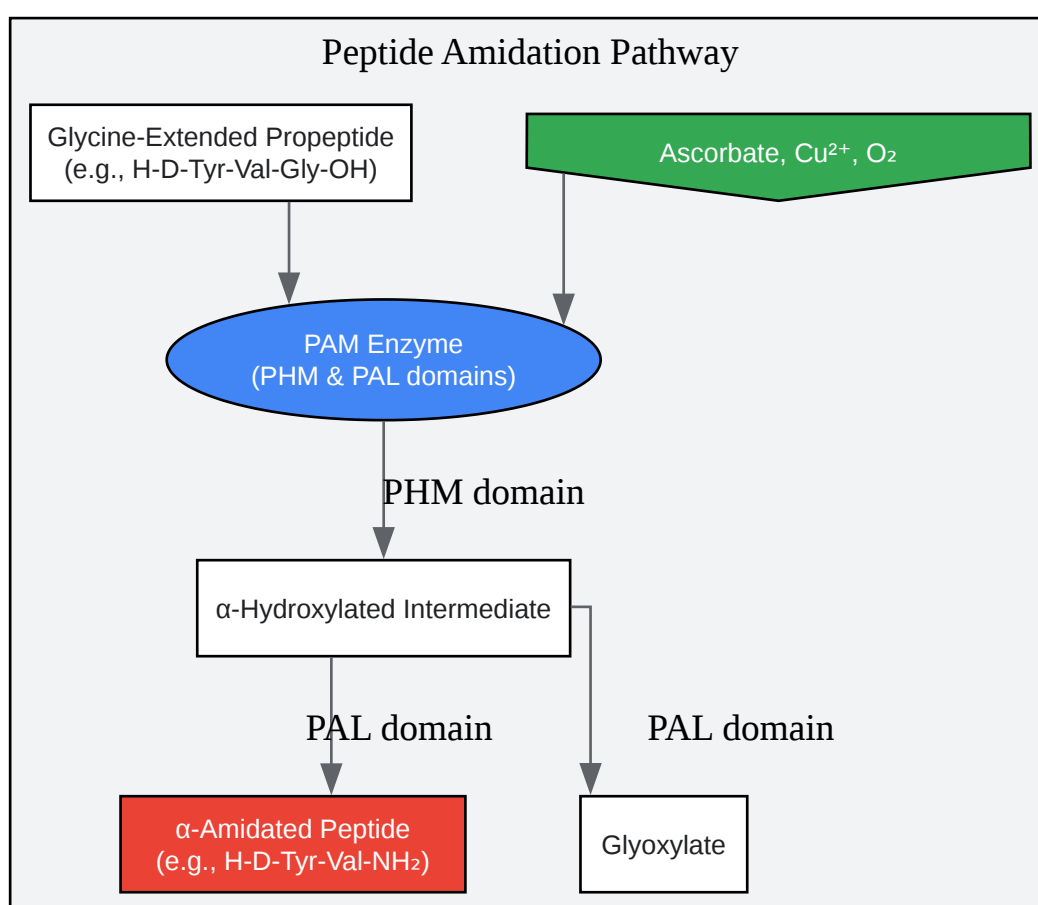 Peptide Amidation Pathway
Glycine-Extended Propeptide
(e.g., H-D-Tyr-Val-Gly-OH)
Ascorbate, Cu²⁺, O₂
PAM Enzyme
(PHM & PAL domains)
PHM domain
α-Hydroxylated Intermediate
PAL domain
PAL domain
α-Amidated Peptide
(e.g., H-D-Tyr-Val-NH₂)
Glyoxylate